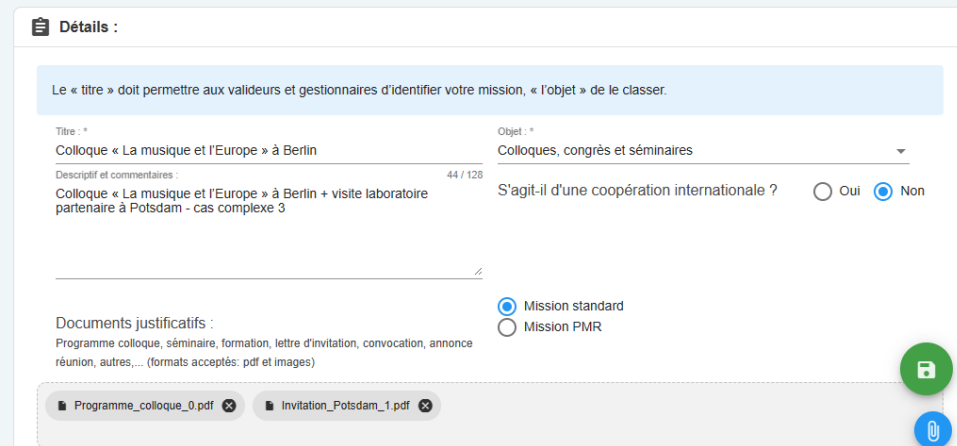 Détails :
Le « titre » doit permettre aux valideurs et gestionnaires d’identifier votre mission, « l’objet » de le classer.
Titre : *
Colloque « La musique et l’Europe » à Berlin
Objet : *
Colloques, congrès et séminaires
Descriptif et commentaires :
44 / 128
Colloque « La musique et l’Europe » à Berlin + visite laboratoire
partenaire à Potsdam - cas complexe 3
S'agit-il d'une coopération internationale ?
Oui
Non
Mission standard
Mission PMR
Documents justificatifs :
Programme colloque, séminaire, formation, lettre d'invitation, convocation, annonce
réunion, autres,... (formats acceptés: pdf et images)
Programme_colloque_0.pdf
Invitation_Potsdam_1.pdf